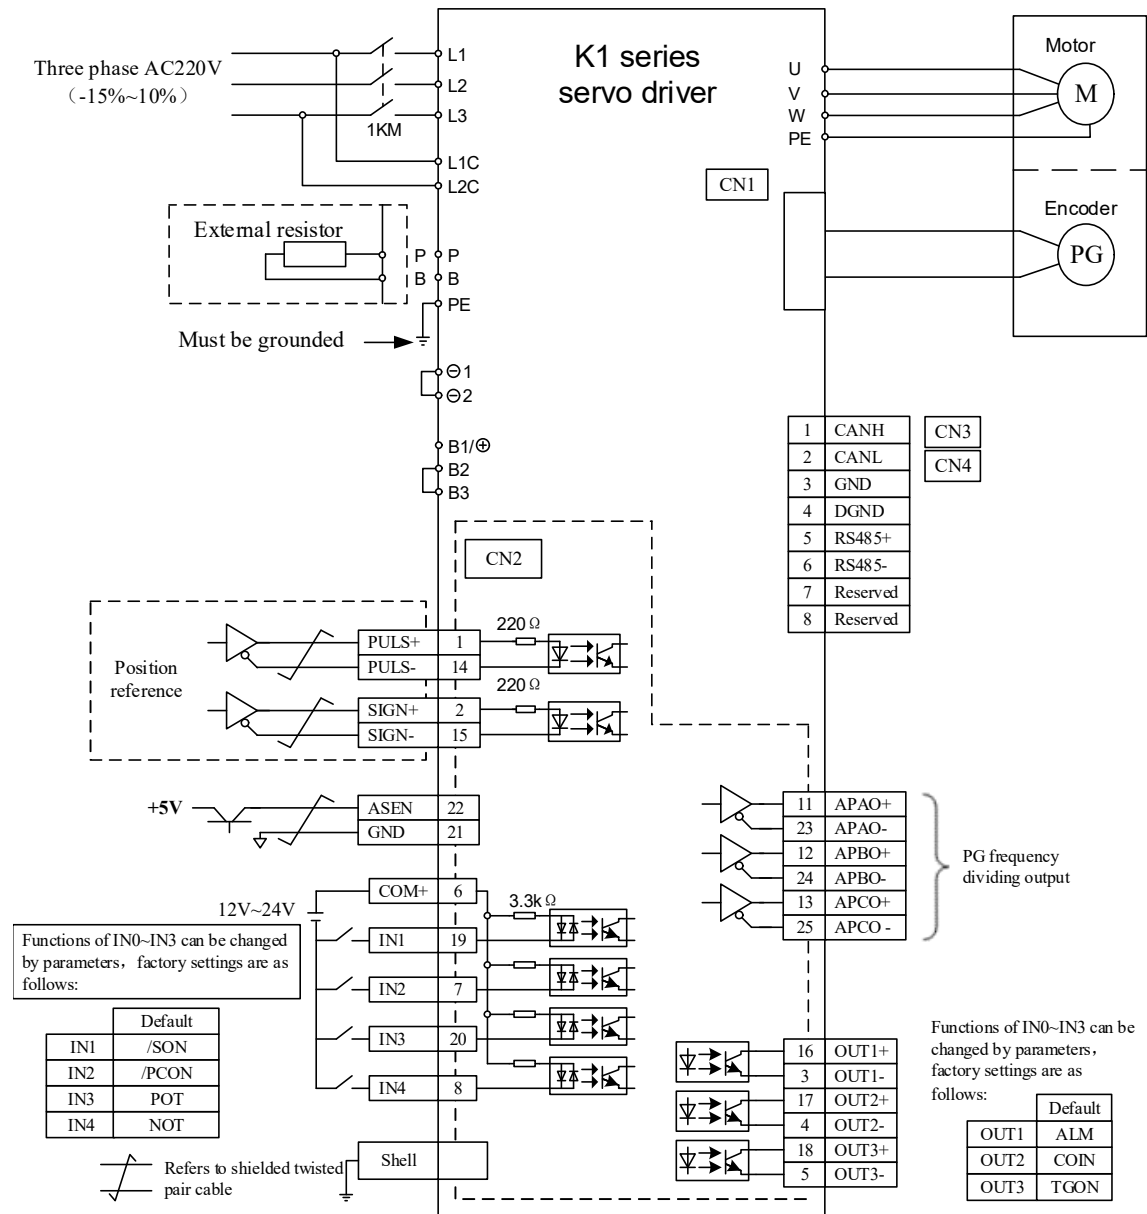 K1 series
servo driver
Three phase AC220V
（-15%~10%）
1KM
L1
L2
L3
L1C
L2C
External resistor
P P
B B
PE
Must be grounded
⊖1
⊖2
B1/⊕
B2
B3
U
V
W
PE
Motor
M
CN1
Encoder
PG
1 CANH
2 CANL
3 GND
4 DGND
5 RS485+
6 RS485-
7 Reserved
8 Reserved
CN3
CN4
CN2
Position
reference
PULS+ 1
PULS- 14
220Ω
SIGN+ 2
SIGN- 15
220Ω
+5V
ASEN 22
GND 21
12V~24V
COM+ 6
3.3kΩ
IN1 19
IN2 7
IN3 20
IN4 8
Functions of IN0~IN3 can be changed
by parameters，factory settings are as
follows:
Default
IN1 /SON
IN2 /PCON
IN3 POT
IN4 NOT
Shell
Refers to shielded twisted
pair cable
11 APAO+
23 APAO-
12 APBO+
24 APBO-
13 APCO+
25 APCO -
PG frequency
dividing output
16 OUT1+
3 OUT1-
17 OUT2+
4 OUT2-
18 OUT3+
5 OUT3-
Functions of IN0~IN3 can be
changed by parameters，
factory settings are as
follows:
Default
OUT1 ALM
OUT2 COIN
OUT3 TGON